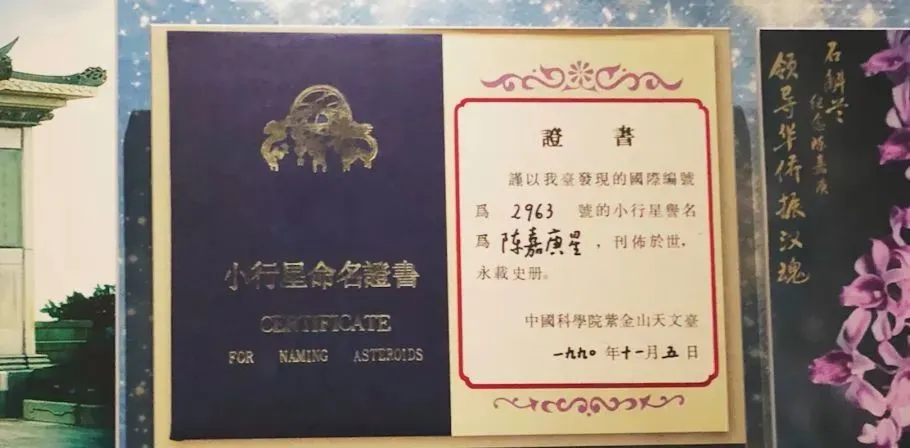 小行星命名證書
CERTIFICATE
FOR NAMING ASTEROIDS
證書
謹以我臺發現的國際編號
爲 2963 號的小行星譽名
爲 陈嘉庚星，刊佈於世，
永載史册。
中國科學院紫金山天文臺
一九九〇年十一月五日
石斛兰
纪念陈嘉庚
领导华侨振汉魂